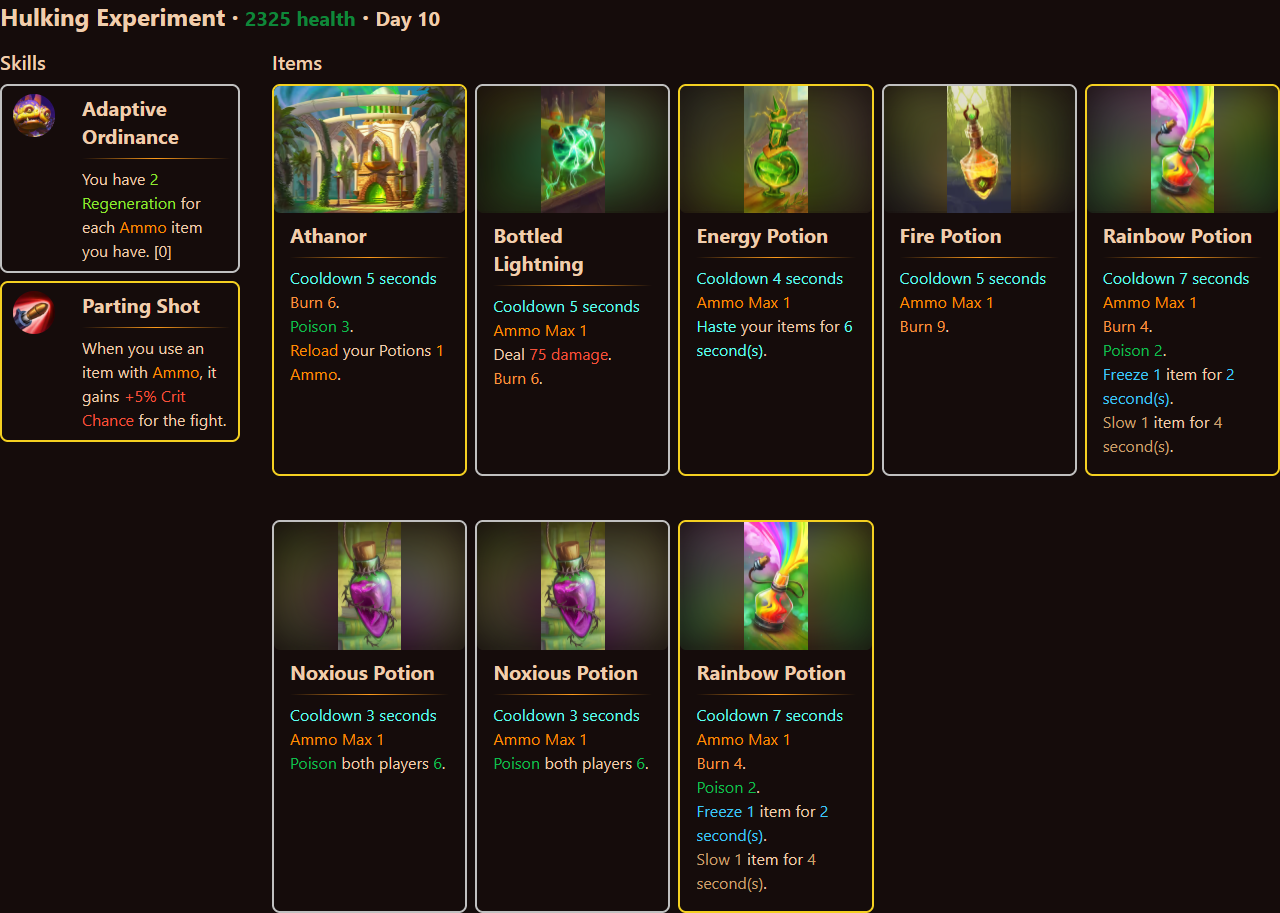 Hulking Experiment · 2325 health · Day 10
Skills
Items
Adaptive
Ordinance
You have 2
Regeneration for
each Ammo item
you have. [0]
Parting Shot
When you use an
item with Ammo, it
gains +5% Crit
Chance for the fight.
Athanor
Cooldown 5 seconds
Burn 6.
Poison 3.
Reload your Potions 1
Ammo.
Bottled
Lightning
Cooldown 5 seconds
Ammo Max 1
Deal 75 damage.
Burn 6.
Energy Potion
Cooldown 4 seconds
Ammo Max 1
Haste your items for 6
second(s).
Fire Potion
Cooldown 5 seconds
Ammo Max 1
Burn 9.
Rainbow Potion
Cooldown 7 seconds
Ammo Max 1
Burn 4.
Poison 2.
Freeze 1 item for 2
second(s).
Slow 1 item for 4
second(s).
Noxious Potion
Cooldown 3 seconds
Ammo Max 1
Poison both players 6.
Noxious Potion
Cooldown 3 seconds
Ammo Max 1
Poison both players 6.
Rainbow Potion
Cooldown 7 seconds
Ammo Max 1
Burn 4.
Poison 2.
Freeze 1 item for 2
second(s).
Slow 1 item for 4
second(s).